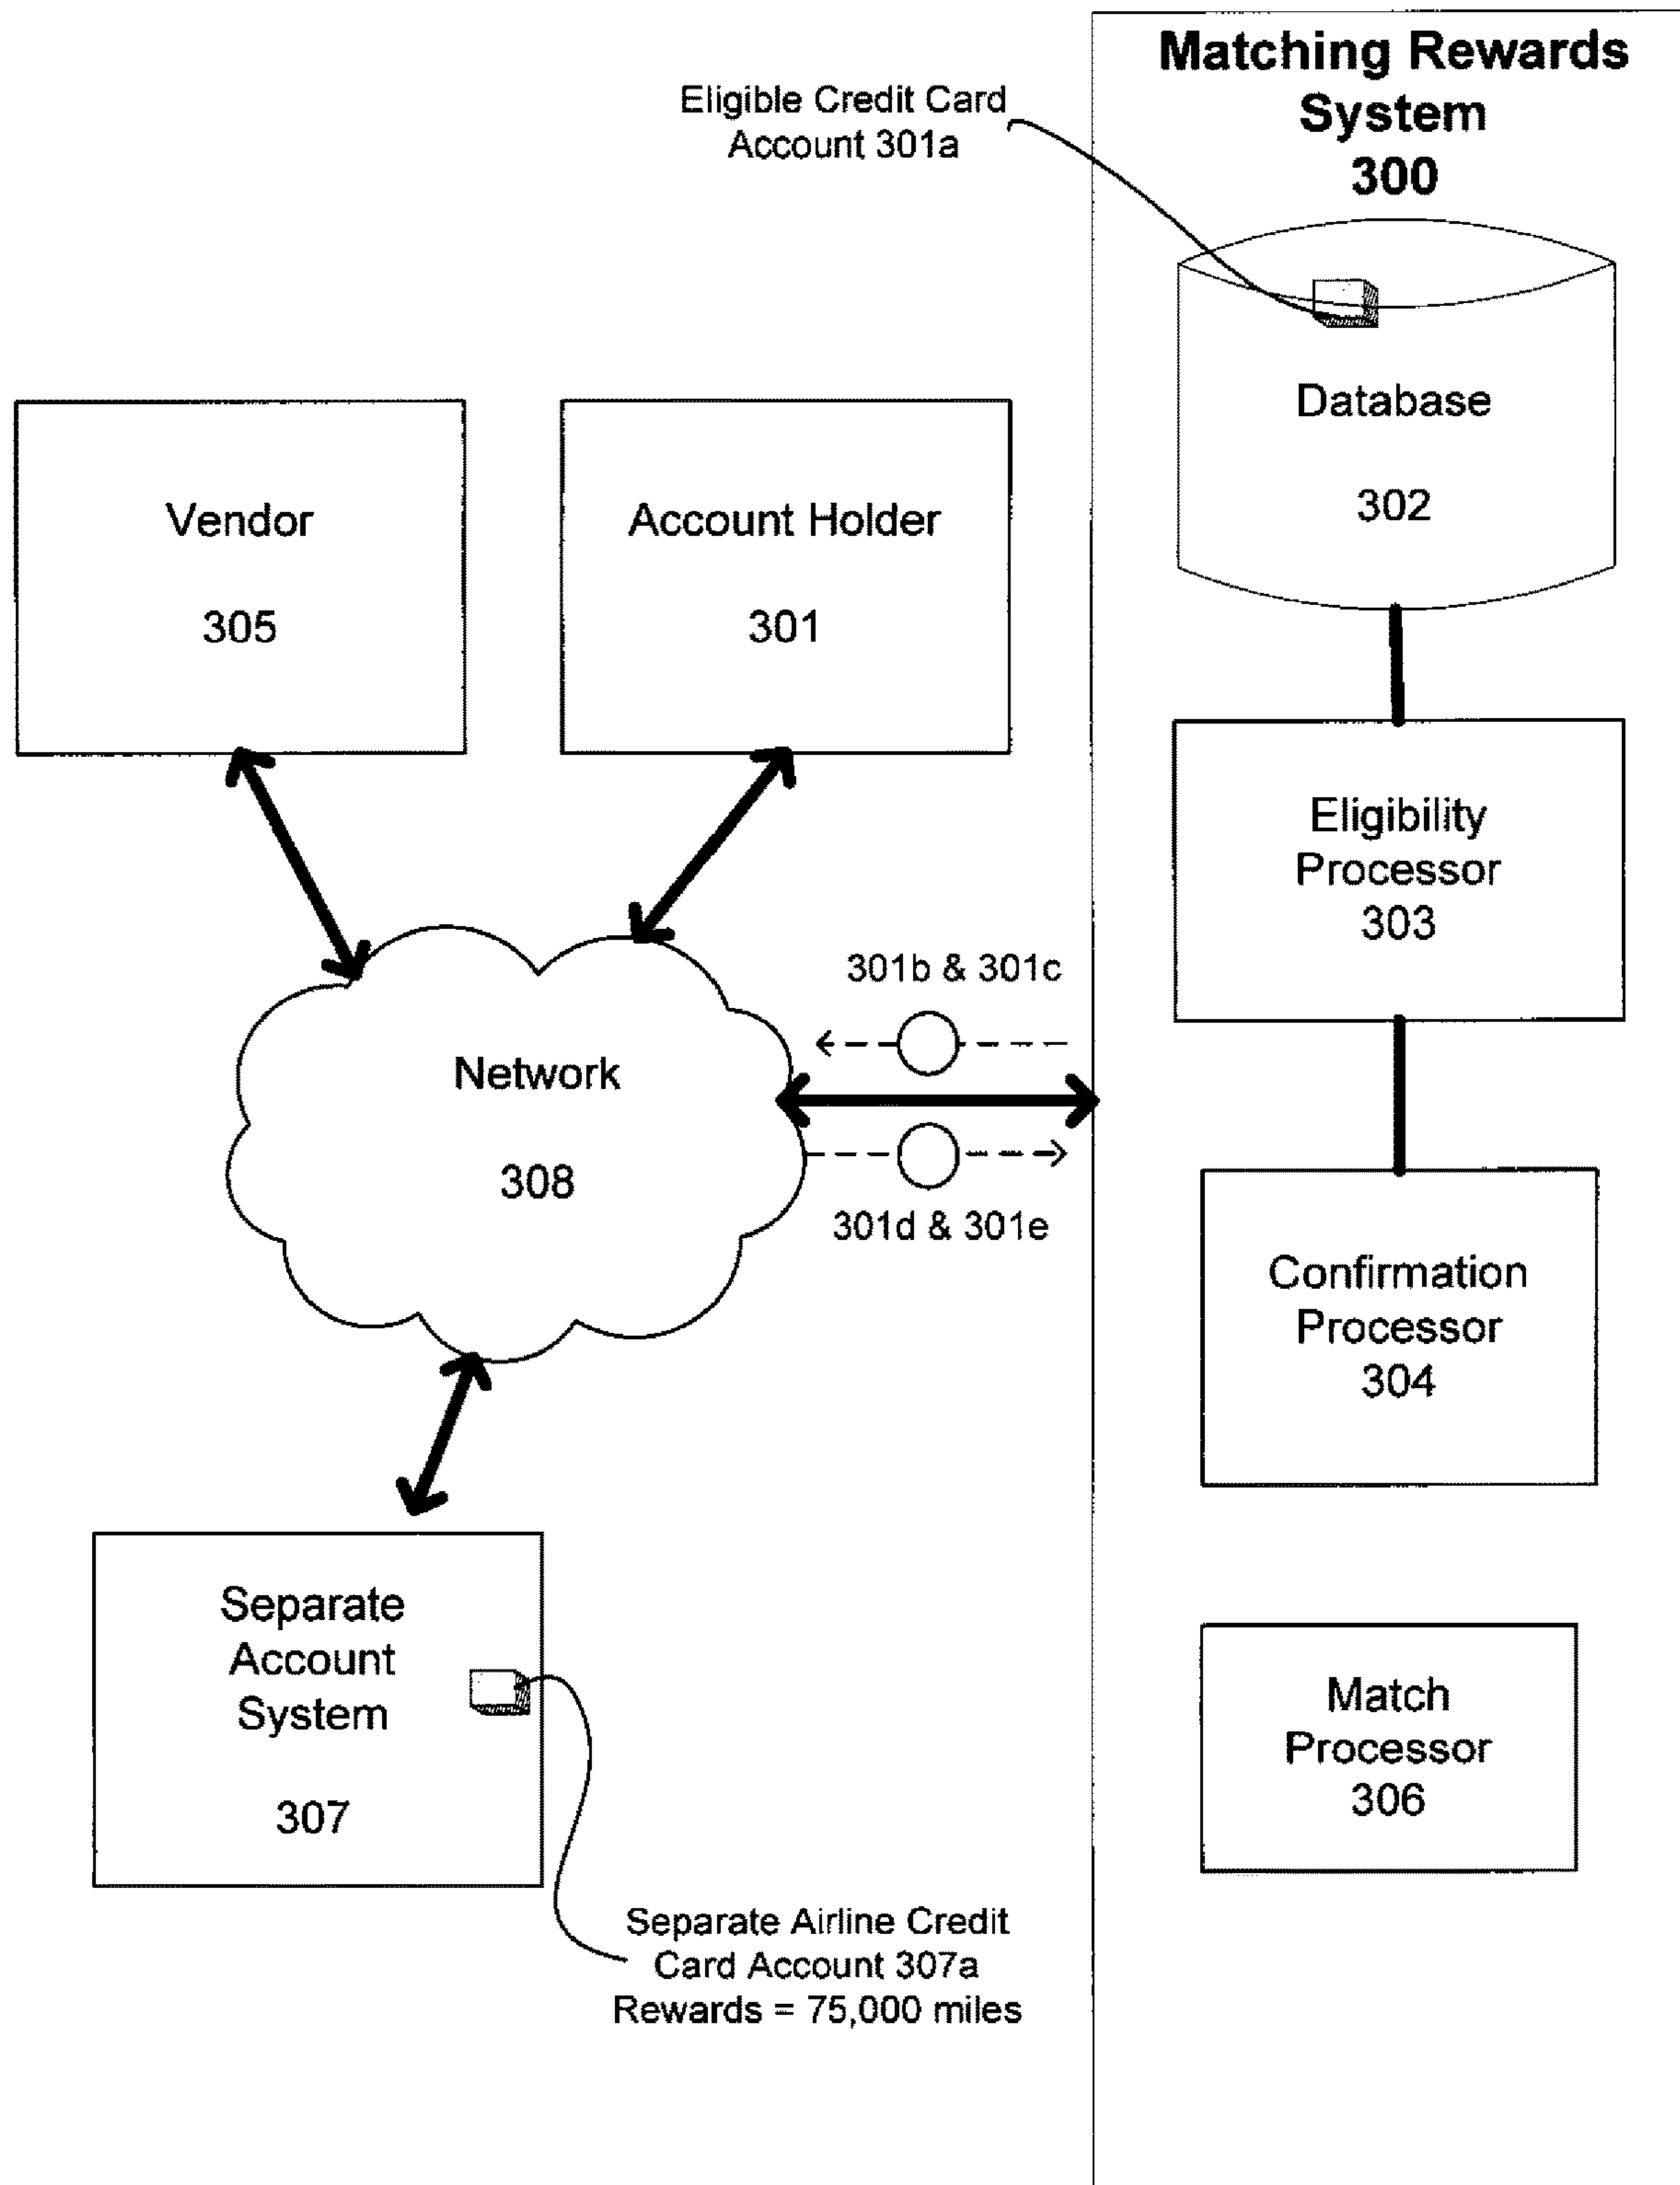 Matching Rewards
System
300
Eligible Credit Card
Account 301a
Database
302
Vendor
305
Account Holder
301
Eligibility
Processor
303
301b & 301c
Network
308
301d & 301e
Confirmation
Processor
304
Separate
Account
System
307
Match
Processor
306
Separate Airline Credit
Card Account 307a
Rewards = 75,000 miles